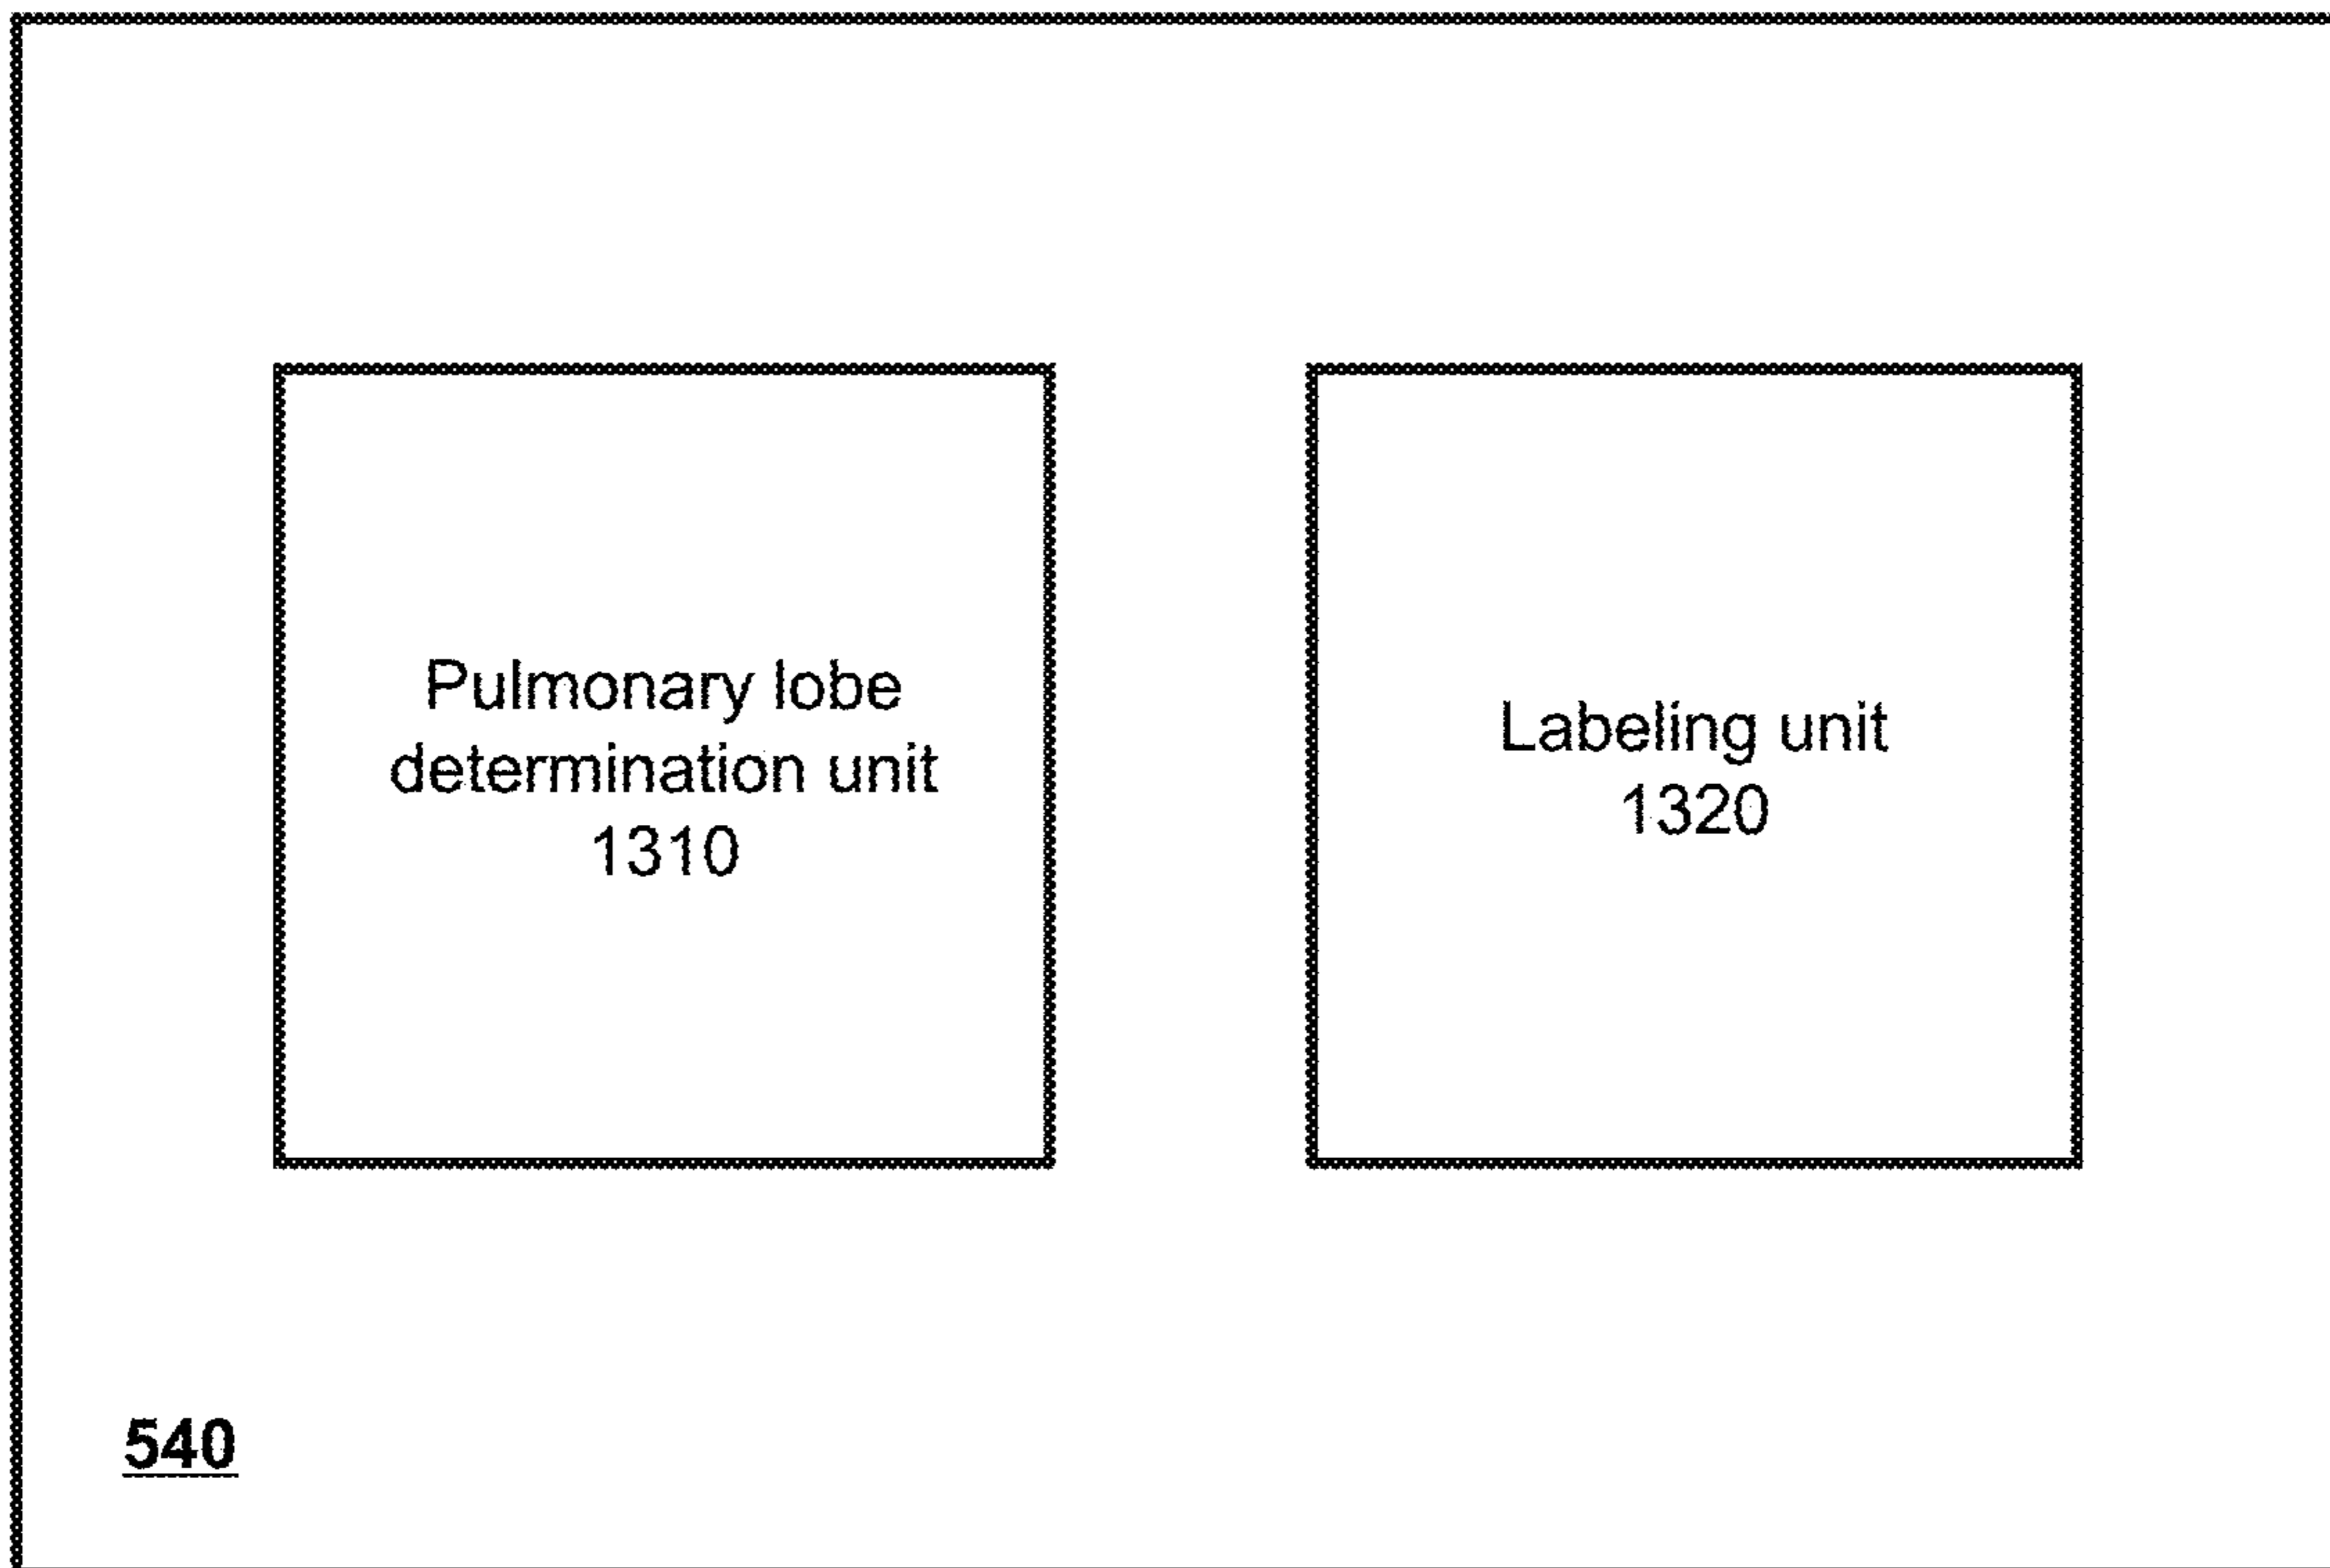 Pulmonary lobe
determination unit
1310
Labeling unit
1320
540